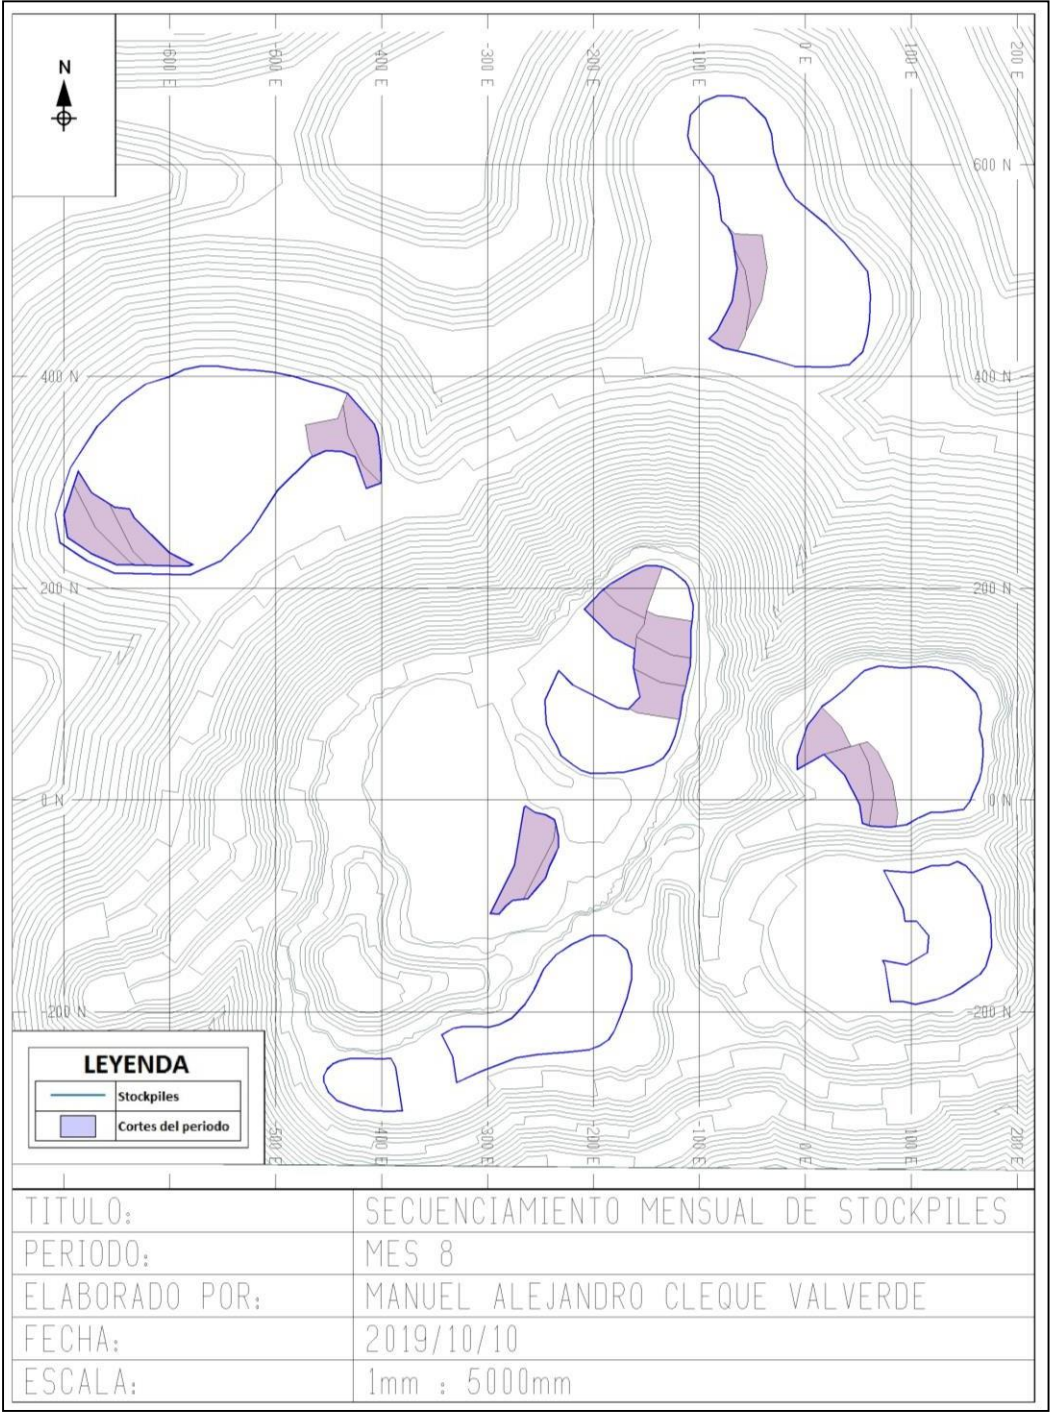 N
-600 E
-500 E
-400 E
-300 E
-200 E
-100 E
0 E
100 E
200 E
600 N
600 N
400 N
400 N
200 N
200 N
0 N
0 N
-200 N
-200 N
-500 E
-400 E
-300 E
-200 E
-100 E
0 E
100 E
200 E
LEYENDA
Stockpiles
Cortes del periodo
TITULO: SECUENCIAMIENTO MENSUAL DE STOCKPILES
PERIODO: MES 8
ELABORADO POR: MANUEL ALEJANDRO CLEQUE VALVERDE
FECHA: 2019/10/10
ESCALA: 1mm : 5000mm